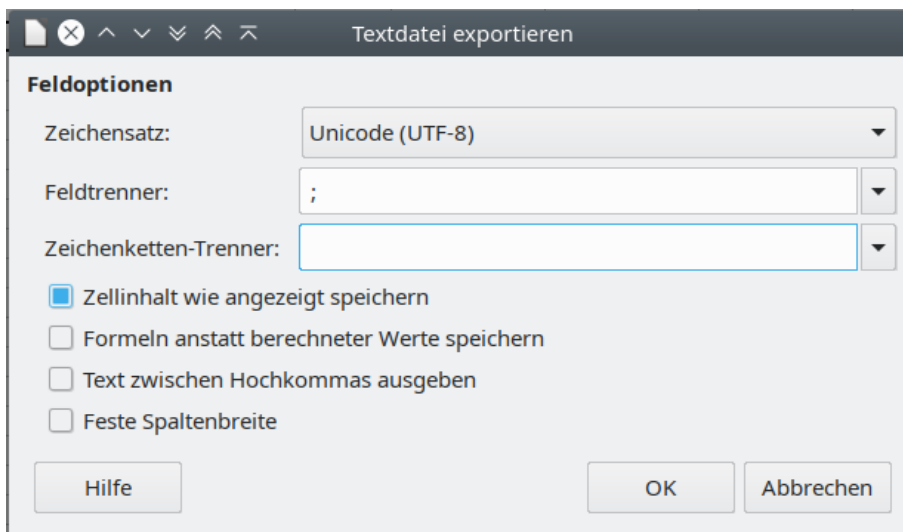 Textdatei exportieren
Feldoptionen
Zeichensatz: Unicode (UTF-8)
Feldtrenner: ;
Zeichenketten-Trenner:
Zellinhalt wie angezeigt speichern
Formeln anstatt berechneter Werte speichern
Text zwischen Hochkommas ausgeben
Feste Spaltenbreite
Hilfe OK Abbrechen